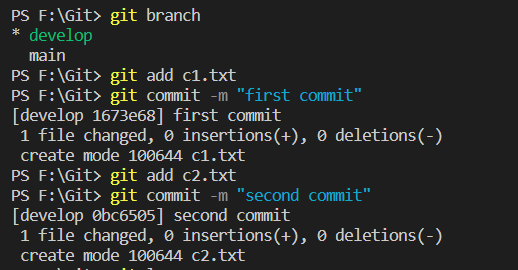 PS F:\Git> git branch
* develop
main
PS F:\Git> git add c1.txt
PS F:\Git> git commit -m "first commit"
[develop 1673e68] first commit
1 file changed, 0 insertions(+), 0 deletions(-)
create mode 100644 c1.txt
PS F:\Git> git add c2.txt
PS F:\Git> git commit -m "second commit"
[develop 0bc6505] second commit
1 file changed, 0 insertions(+), 0 deletions(-)
create mode 100644 c2.txt